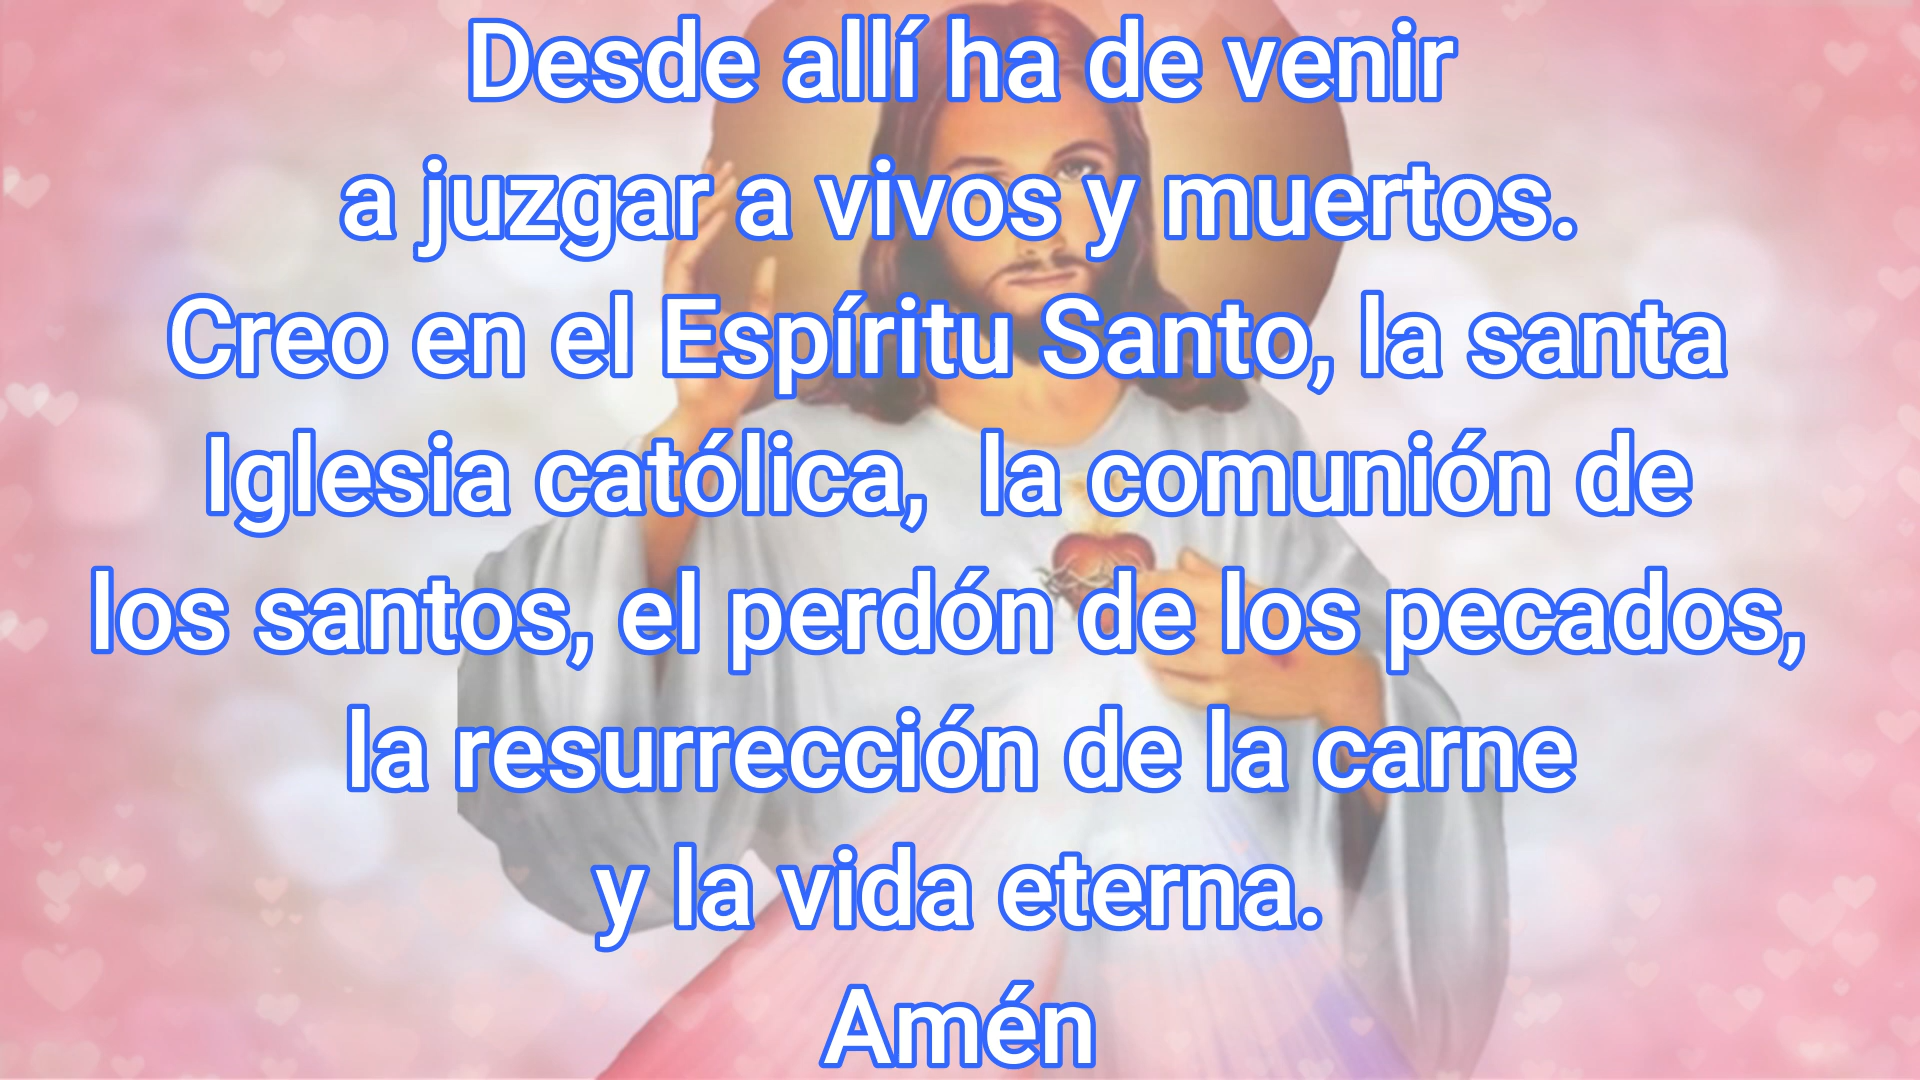 Desde allí ha de venir
a juzgar a vivos y muertos.
Creo en el Espíritu Santo, la santa
Iglesia católica,  la comunión de
los santos, el perdón de los pecados,
la resurrección de la carne
y la vida eterna.
Amén